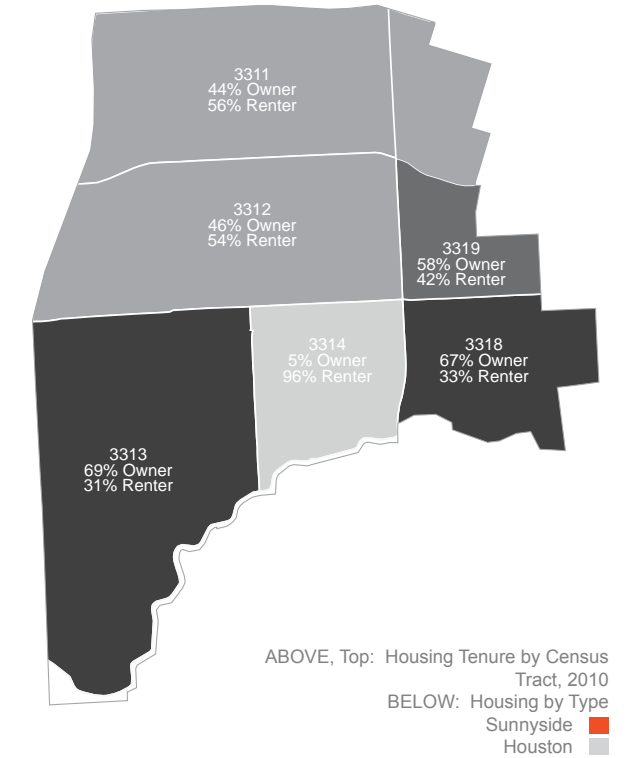 3311
44% Owner
56% Renter
3312
46% Owner
54% Renter
3319
58% Owner
42% Renter
3314
5% Owner
96% Renter
3318
67% Owner
33% Renter
3313
69% Owner
31% Renter
ABOVE, Top: Housing Tenure by Census
Tract, 2010
BELOW: Housing by Type
Sunnyside
Houston